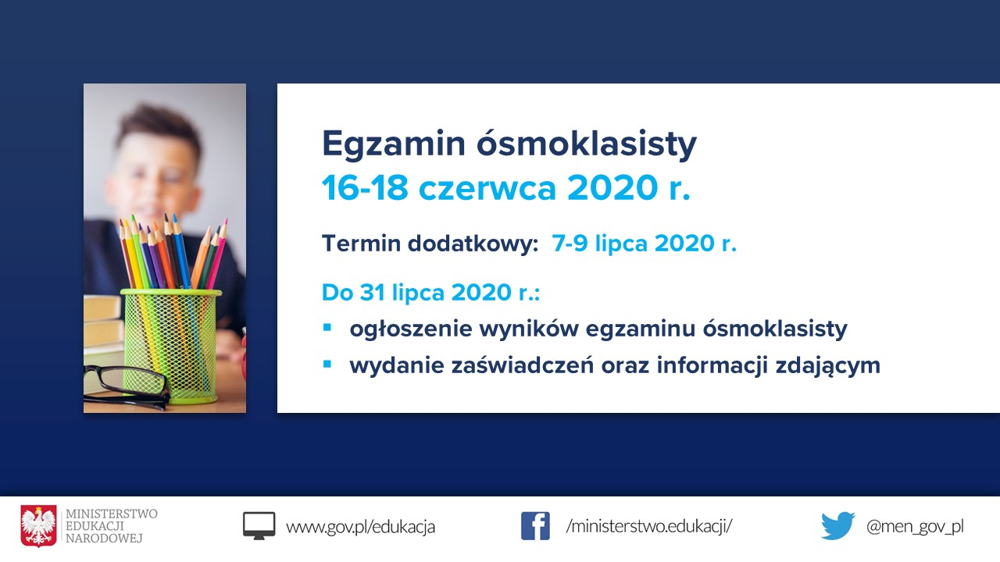 Egzamin ósmoklasisty
16-18 czerwca 2020 r.
Termin dodatkowy: 7-9 lipca 2020 r.
Do 31 lipca 2020 r.:
▪ ogłoszenie wyników egzaminu ósmoklasisty
▪ wydanie zaświadczeń oraz informacji zdającym
MINISTERSTWO
EDUKACJI
NARODOWEJ
www.gov.pl/edukacja
/ministerstwo.edukacji/
@men_gov_pl